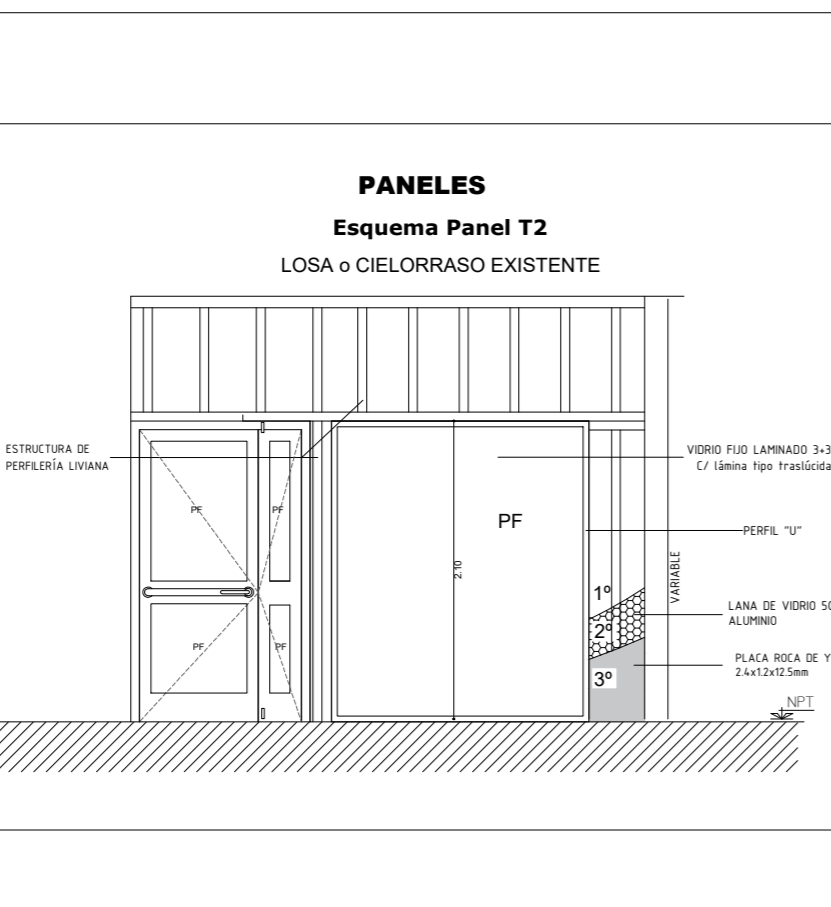 PANELES
Esquema Panel T2
LOSA o CIELORRASO EXISTENTE
ESTRUCTURA DE
PERFILERÍA LIVIANA
VIDRIO FIJO LAMINADO 3+3
C/ lámina tipo traslúcida
PF
PF
PF
PERFIL "U"
2.10
VARIABLE
1º
LANA DE VIDRIO 50
ALUMINIO
2º
PF
PF
PLACA ROCA DE Y
2.4x1.2x12.5mm
3º
NPT